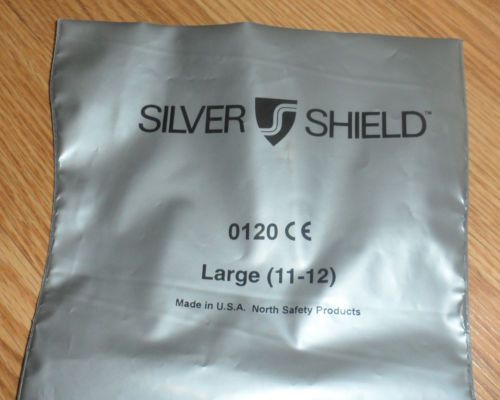 SILVER S SHIELD™
0120 CE
Large (11-12)
Made in U.S.A. North Safety Products